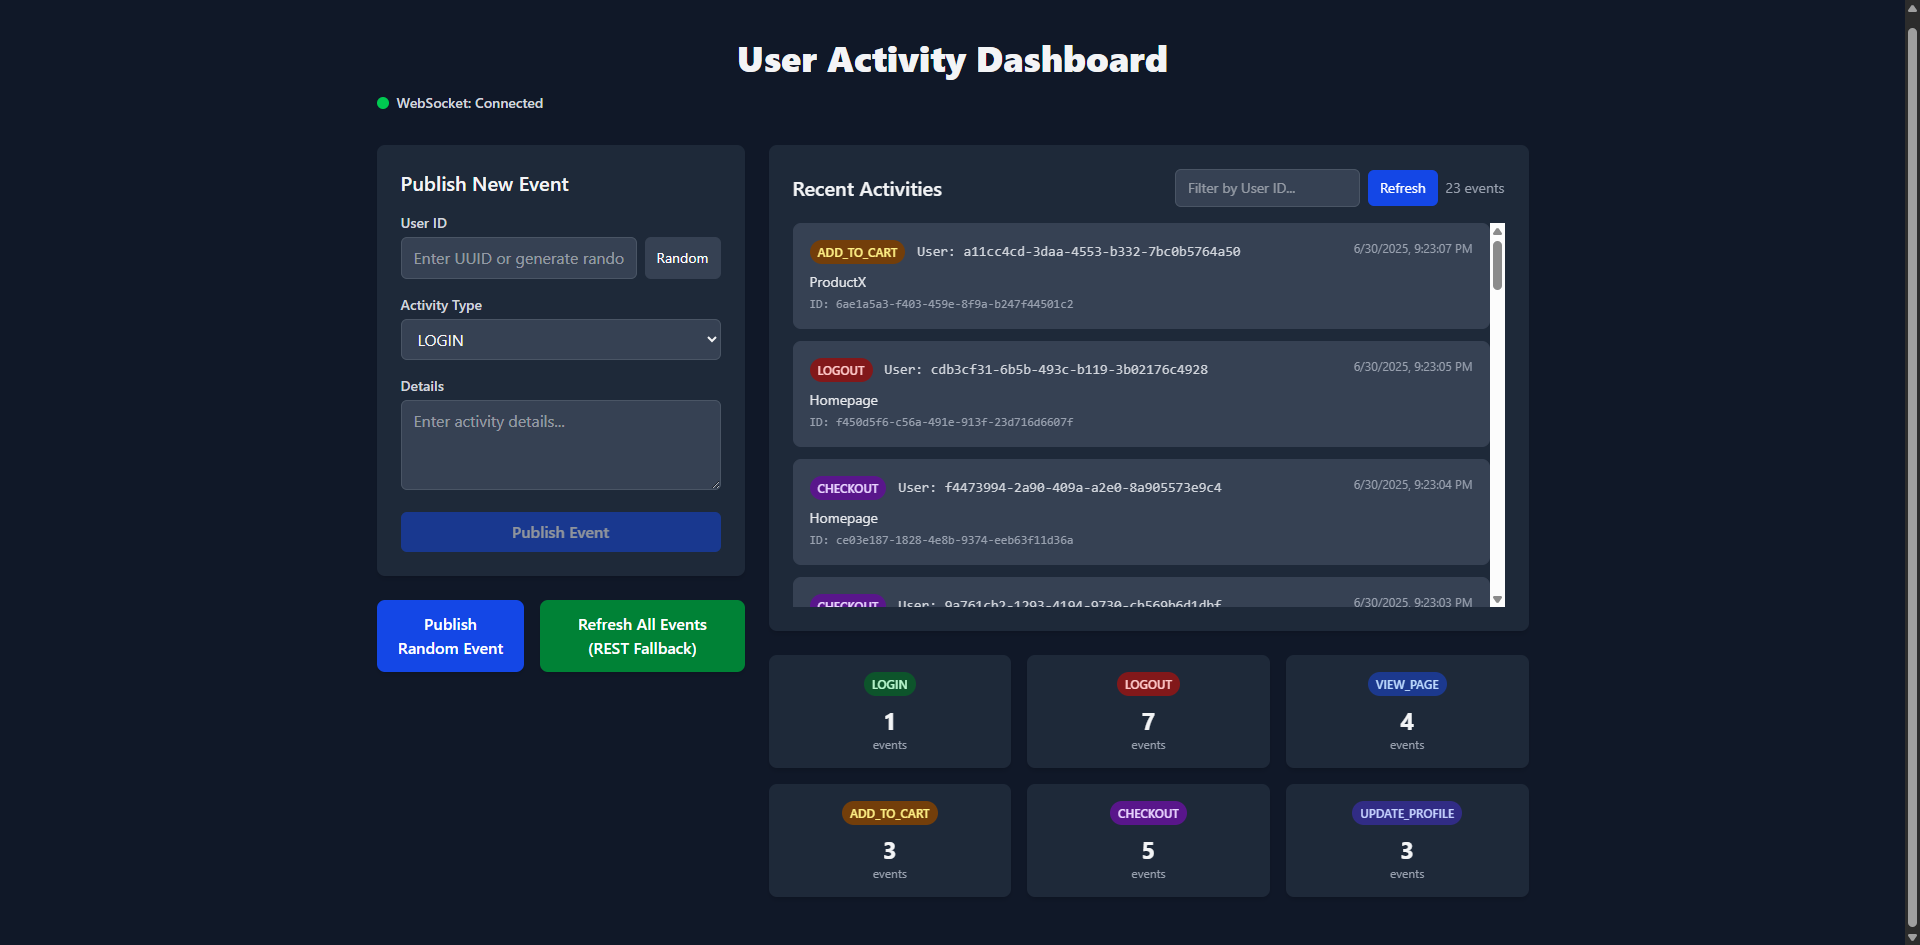 User Activity Dashboard
WebSocket: Connected
Publish New Event
User ID
Enter UUID or generate rando
Random
Activity Type
LOGIN
Details
Enter activity details...
Publish Event
Publish
Random Event
Refresh All Events
(REST Fallback)
Recent Activities
Filter by User ID...
Refresh
23 events
ADD_TO_CART User: a11cc4cd-3daa-4553-b332-7bc0b5764a50 6/30/2025, 9:23:07 PM
ProductX
ID: 6ae1a5a3-f403-459e-8f9a-b247f44501c2
LOGOUT User: cdb3cf31-6b5b-493c-b119-3b02176c4928 6/30/2025, 9:23:05 PM
Homepage
ID: f450d5f6-c56a-491e-913f-23d716d6607f
CHECKOUT User: f4473994-2a90-409a-a2e0-8a905573e9c4 6/30/2025, 9:23:04 PM
Homepage
ID: ce03e187-1828-4e8b-9374-eeb63f11d36a
CHECKOUT User: 9a761cb2-1293-4194-9730-cb569b6d1dbf 6/30/2025, 9:23:03 PM
LOGIN
1
events
LOGOUT
7
events
VIEW_PAGE
4
events
ADD_TO_CART
3
events
CHECKOUT
5
events
UPDATE_PROFILE
3
events